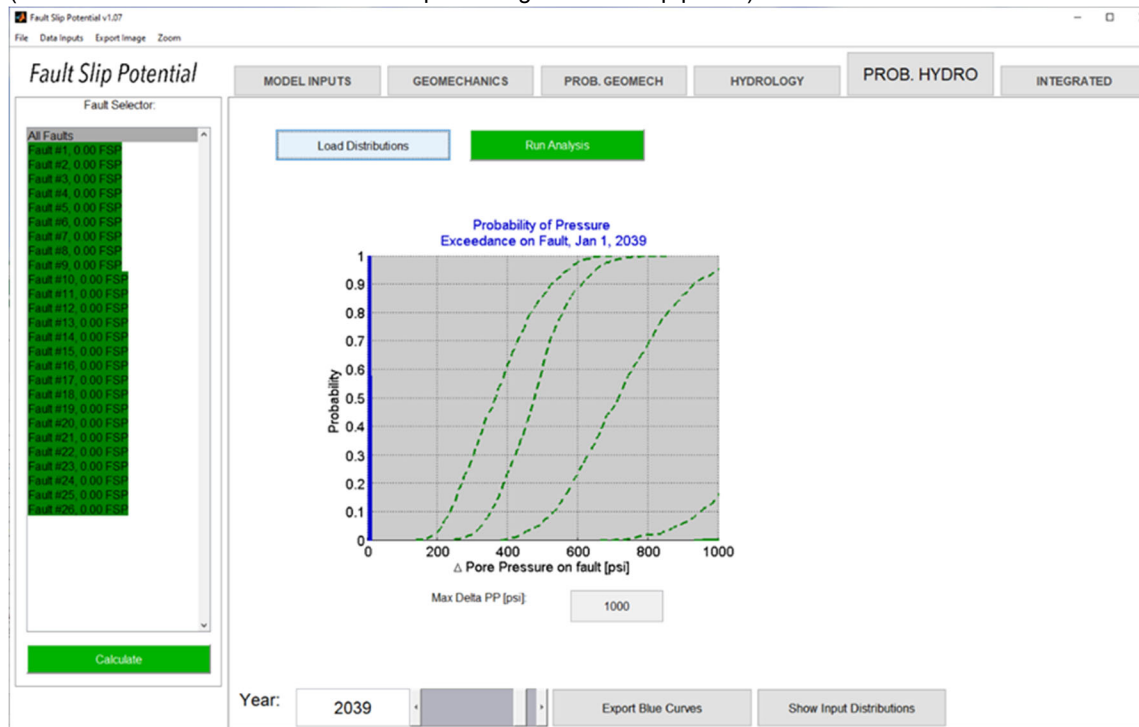 Fault Slip Potential v1.07
File Data Inputs Export Image Zoom
Fault Slip Potential
MODEL INPUTS GEOMECHANICS PROB. GEOMECH HYDROLOGY PROB. HYDRO INTEGRATED
Fault Selector:
All Faults
Fault #1, 0.00 FSP
Fault #2, 0.00 FSP
Fault #3, 0.00 FSP
Fault #4, 0.00 FSP
Fault #5, 0.00 FSP
Fault #6, 0.00 FSP
Fault #7, 0.00 FSP
Fault #8, 0.00 FSP
Fault #9, 0.00 FSP
Fault #10, 0.00 FSP
Fault #11, 0.00 FSP
Fault #12, 0.00 FSP
Fault #13, 0.00 FSP
Fault #14, 0.00 FSP
Fault #15, 0.00 FSP
Fault #16, 0.00 FSP
Fault #17, 0.00 FSP
Fault #18, 0.00 FSP
Fault #19, 0.00 FSP
Fault #20, 0.00 FSP
Fault #21, 0.00 FSP
Fault #22, 0.00 FSP
Fault #23, 0.00 FSP
Fault #24, 0.00 FSP
Fault #25, 0.00 FSP
Fault #26, 0.00 FSP
Calculate
Load Distributions Run Analysis
Probability of Pressure
Exceedance on Fault, Jan 1, 2039
Probability
1
0.9
0.8
0.7
0.6
0.5
0.4
0.3
0.2
0.1
0
0 200 400 600 800 1000
Δ Pore Pressure on fault [psi]
Max Delta PP [psi]: 1000
Year: 2039 Export Blue Curves Show Input Distributions